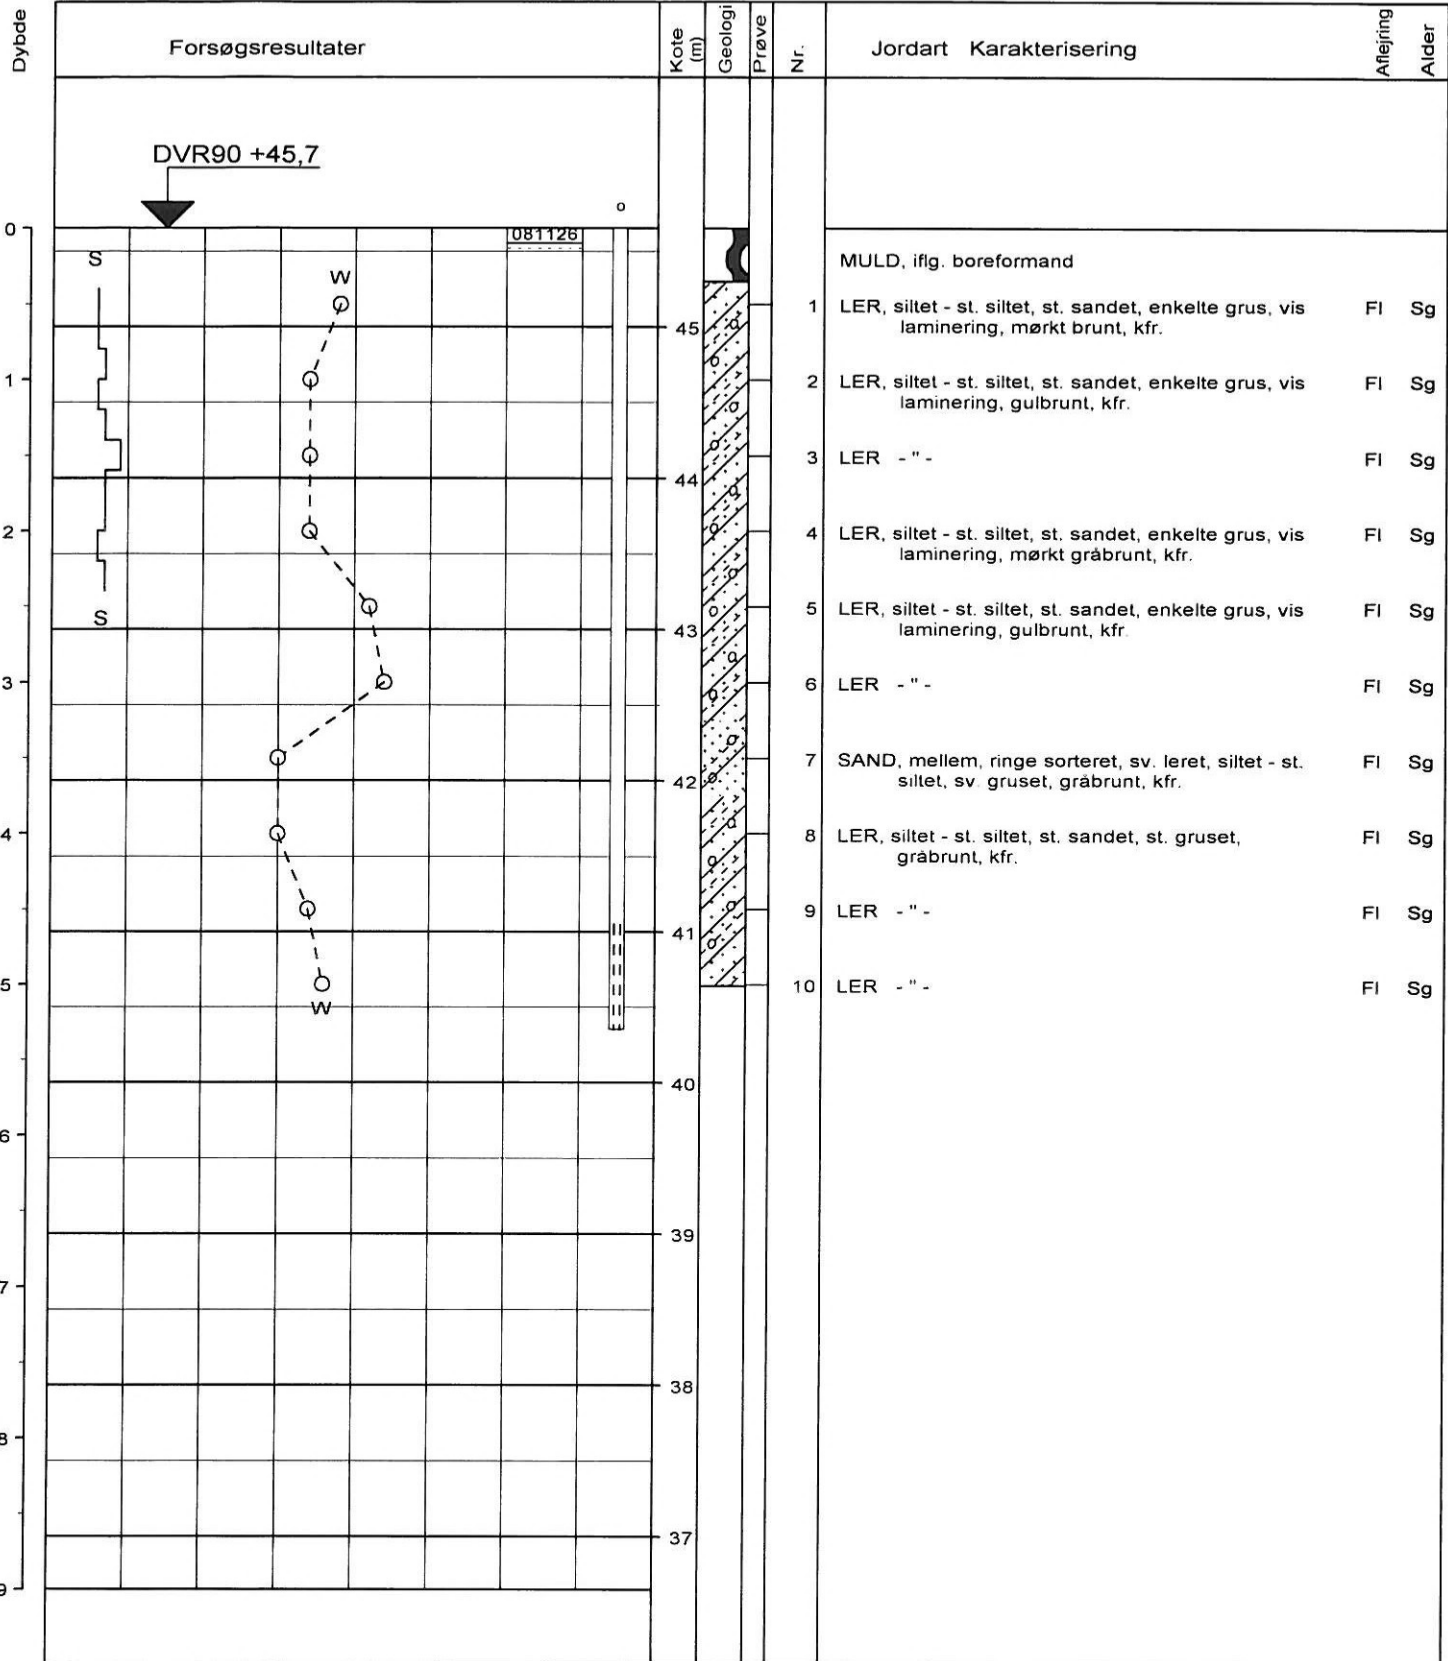 Dybde
Forsøgsresultater
Kote (m)
Geologi
Prøve
Nr.
Jordart Karakterisering
Aflejring
Alder
DVR90 +45,7
0
081126
S
W
MULD, iflg. boreformand
1 LER, siltet - st. siltet, st. sandet, enkelte grus, vis Fl Sg
laminering, mørkt brunt, kfr.
45
1
2 LER, siltet - st. siltet, st. sandet, enkelte grus, vis Fl Sg
laminering, gulbrunt, kfr.
3 LER - " - Fl Sg
44
2
4 LER, siltet - st. siltet, st. sandet, enkelte grus, vis Fl Sg
laminering, mørkt gråbrunt, kfr.
S
5 LER, siltet - st. siltet, st. sandet, enkelte grus, vis Fl Sg
laminering, gulbrunt, kfr.
43
3
6 LER - " - Fl Sg
7 SAND, mellem, ringe sorteret, sv. leret, siltet - st. Fl Sg
siltet, sv. gruset, gråbrunt, kfr.
42
4
8 LER, siltet - st. siltet, st. sandet, st. gruset, Fl Sg
gråbrunt, kfr.
9 LER - " - Fl Sg
41
5
10 LER - " - Fl Sg
W
40
6
39
7
38
8
37
9